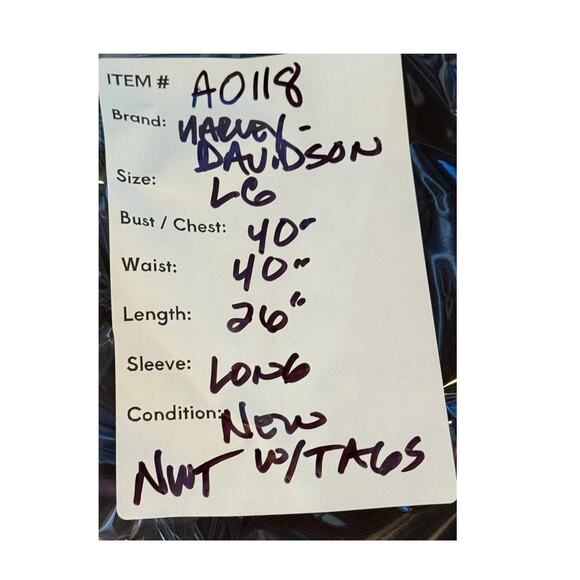 ITEM # A0118
Brand: HARLEY-
DAVIDSON
Size: LG
Bust / Chest: 40"
Waist: 40"
Length: 26"
Sleeve: LONG
Condition: NEW
NWT W/TAGS